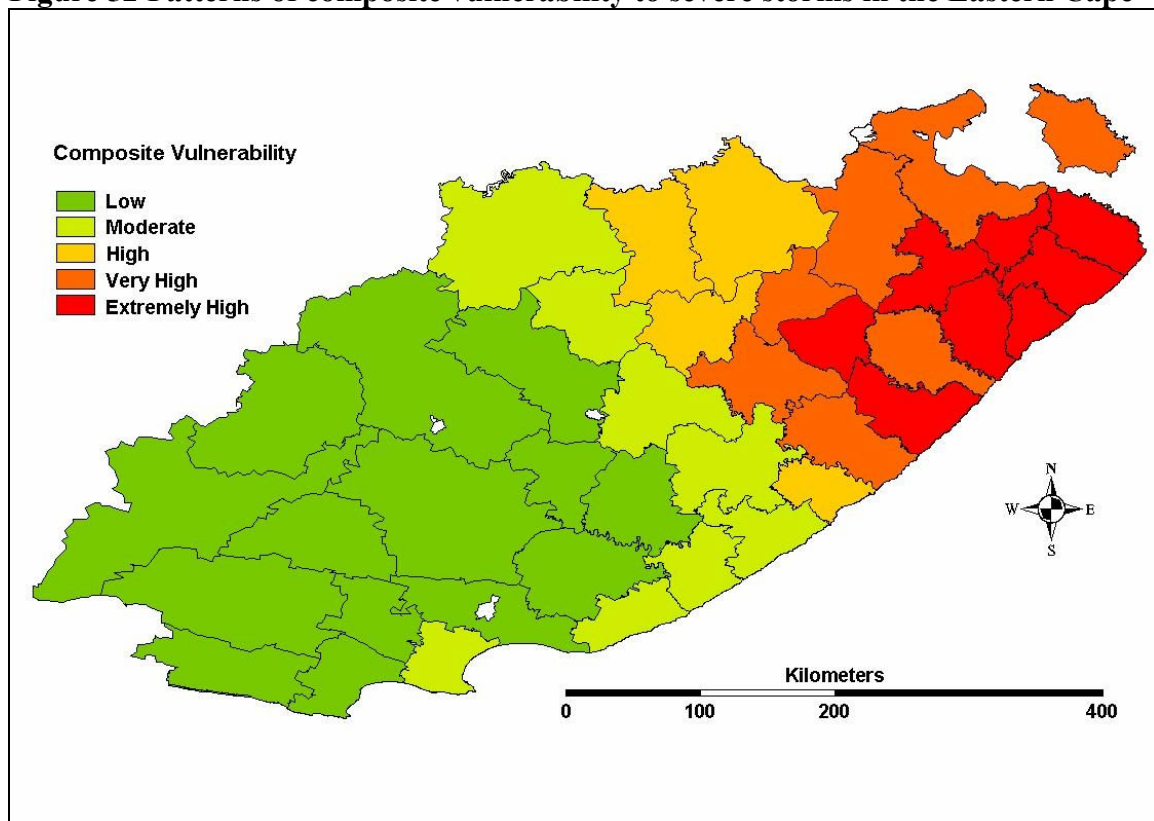 Figure 32 Patterns of composite vulnerability to severe storms in the Eastern Cape
Composite Vulnerability
Low
Moderate
High
Very High
Extremely High
N
W E
S
Kilometers
0 100 200 400